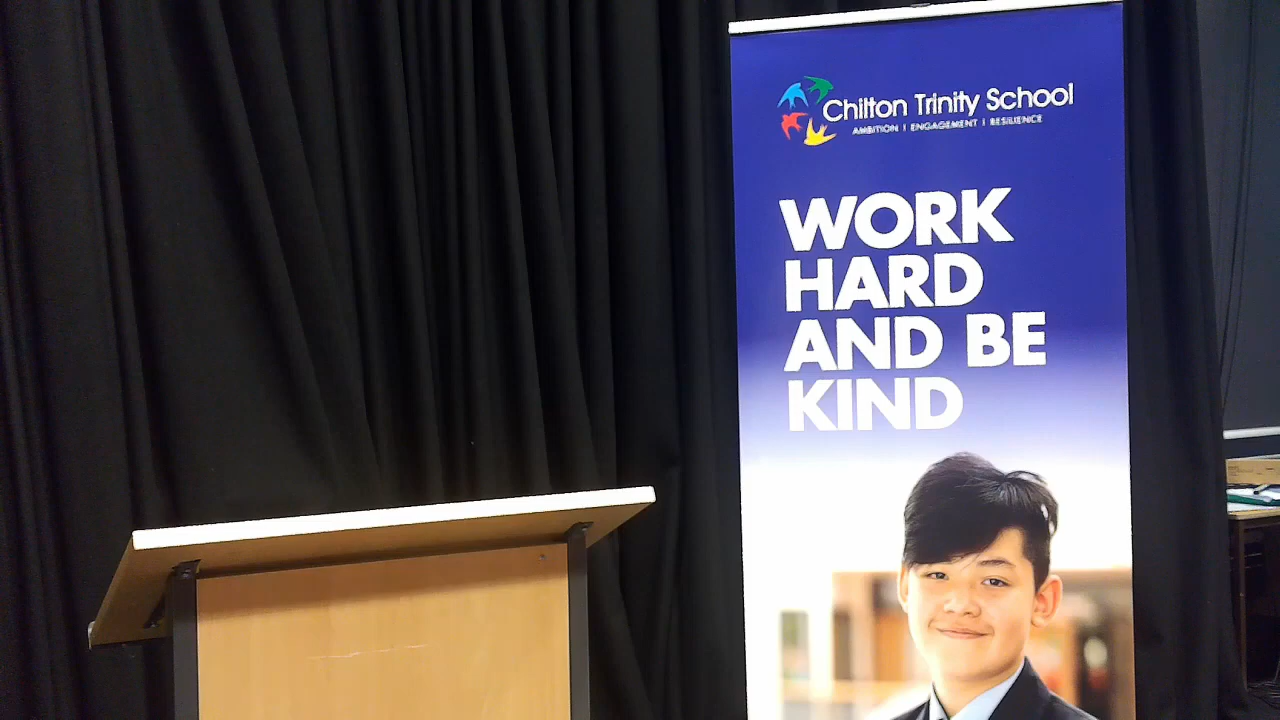 Chilton Trinity School
AMBITION | ENGAGEMENT | RESILIENCE
WORK
HARD
AND BE
KIND